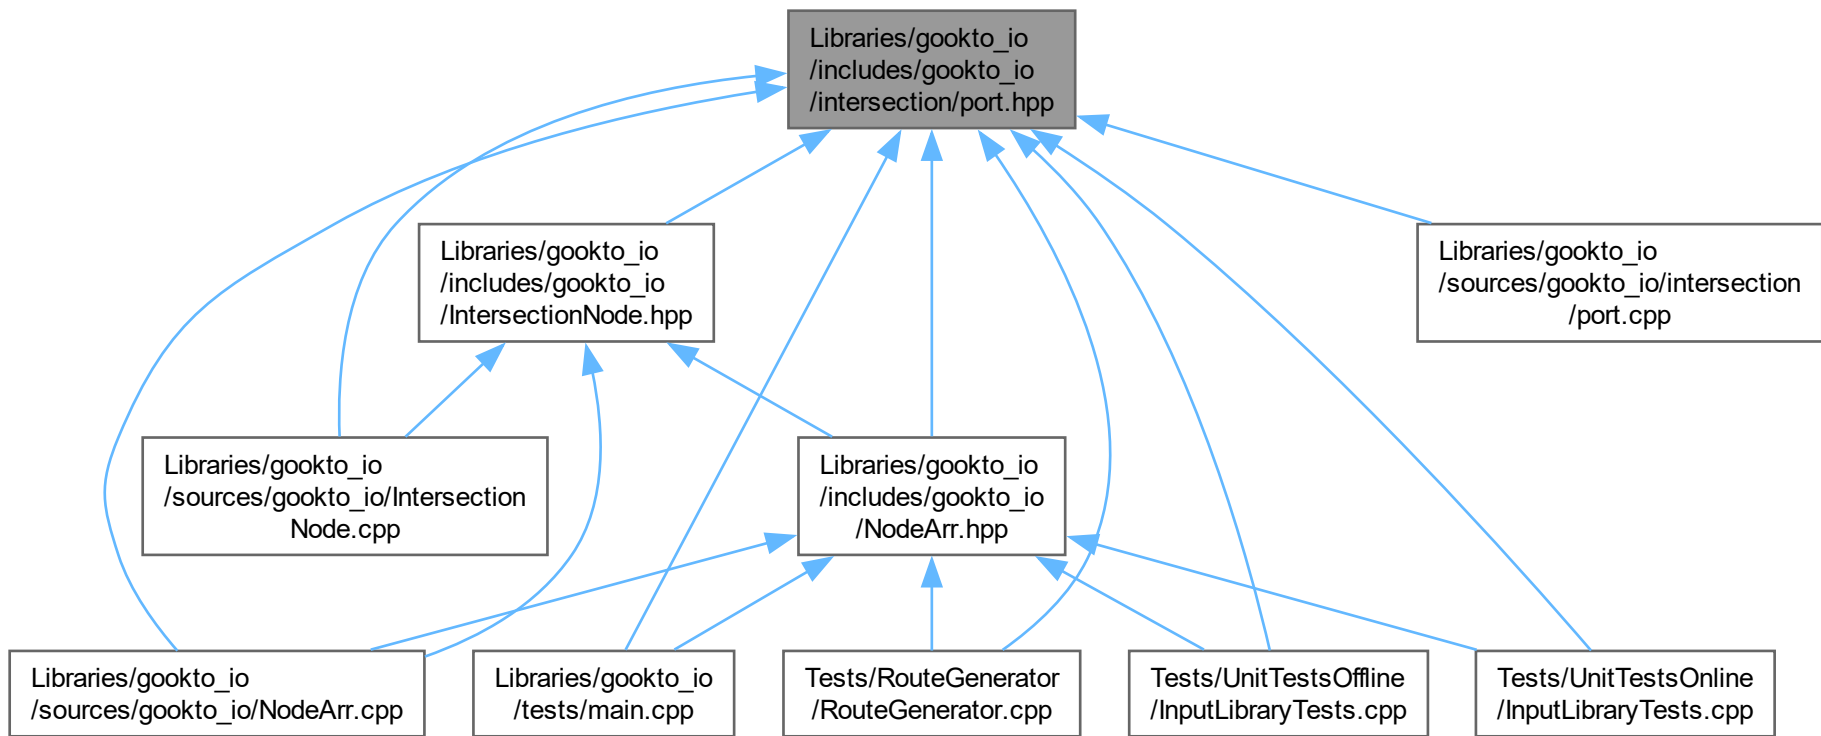 Libraries/gookto_io
/includes/gookto_io
/intersection/port.hpp
Libraries/gookto_io
/includes/gookto_io
/IntersectionNode.hpp
Libraries/gookto_io
/sources/gookto_io/intersection
/port.cpp
Libraries/gookto_io
/sources/gookto_io/Intersection
Node.cpp
Libraries/gookto_io
/includes/gookto_io
/NodeArr.hpp
Libraries/gookto_io
/sources/gookto_io/NodeArr.cpp
Libraries/gookto_io
/tests/main.cpp
Tests/RouteGenerator
/RouteGenerator.cpp
Tests/UnitTestsOffline
/InputLibraryTests.cpp
Tests/UnitTestsOnline
/InputLibraryTests.cpp